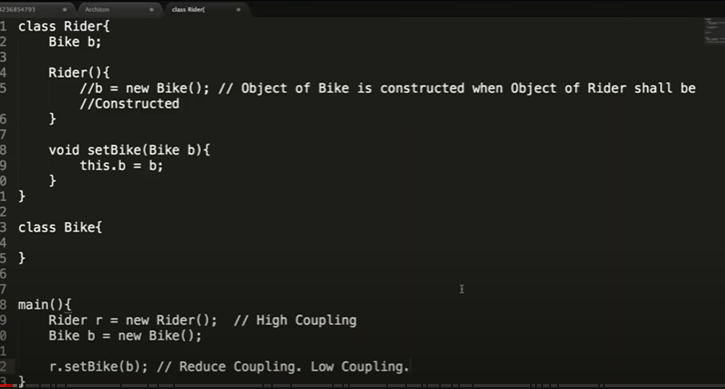 4236854793
Architon
class Rider{
1 class Rider{
2 Bike b;
3
4 Rider(){
5 //b = new Bike(); // Object of Bike is constructed when Object of Rider shall be
//Constructed
6 }
7
8 void setBike(Bike b){
9 this.b = b;
0 }
1 }
2
3 class Bike{
4
5 }
6
7
8 main(){
9 Rider r = new Rider();  // High Coupling
0 Bike b = new Bike();
1
2 r.setBike(b); // Reduce Coupling. Low Coupling.
3 }